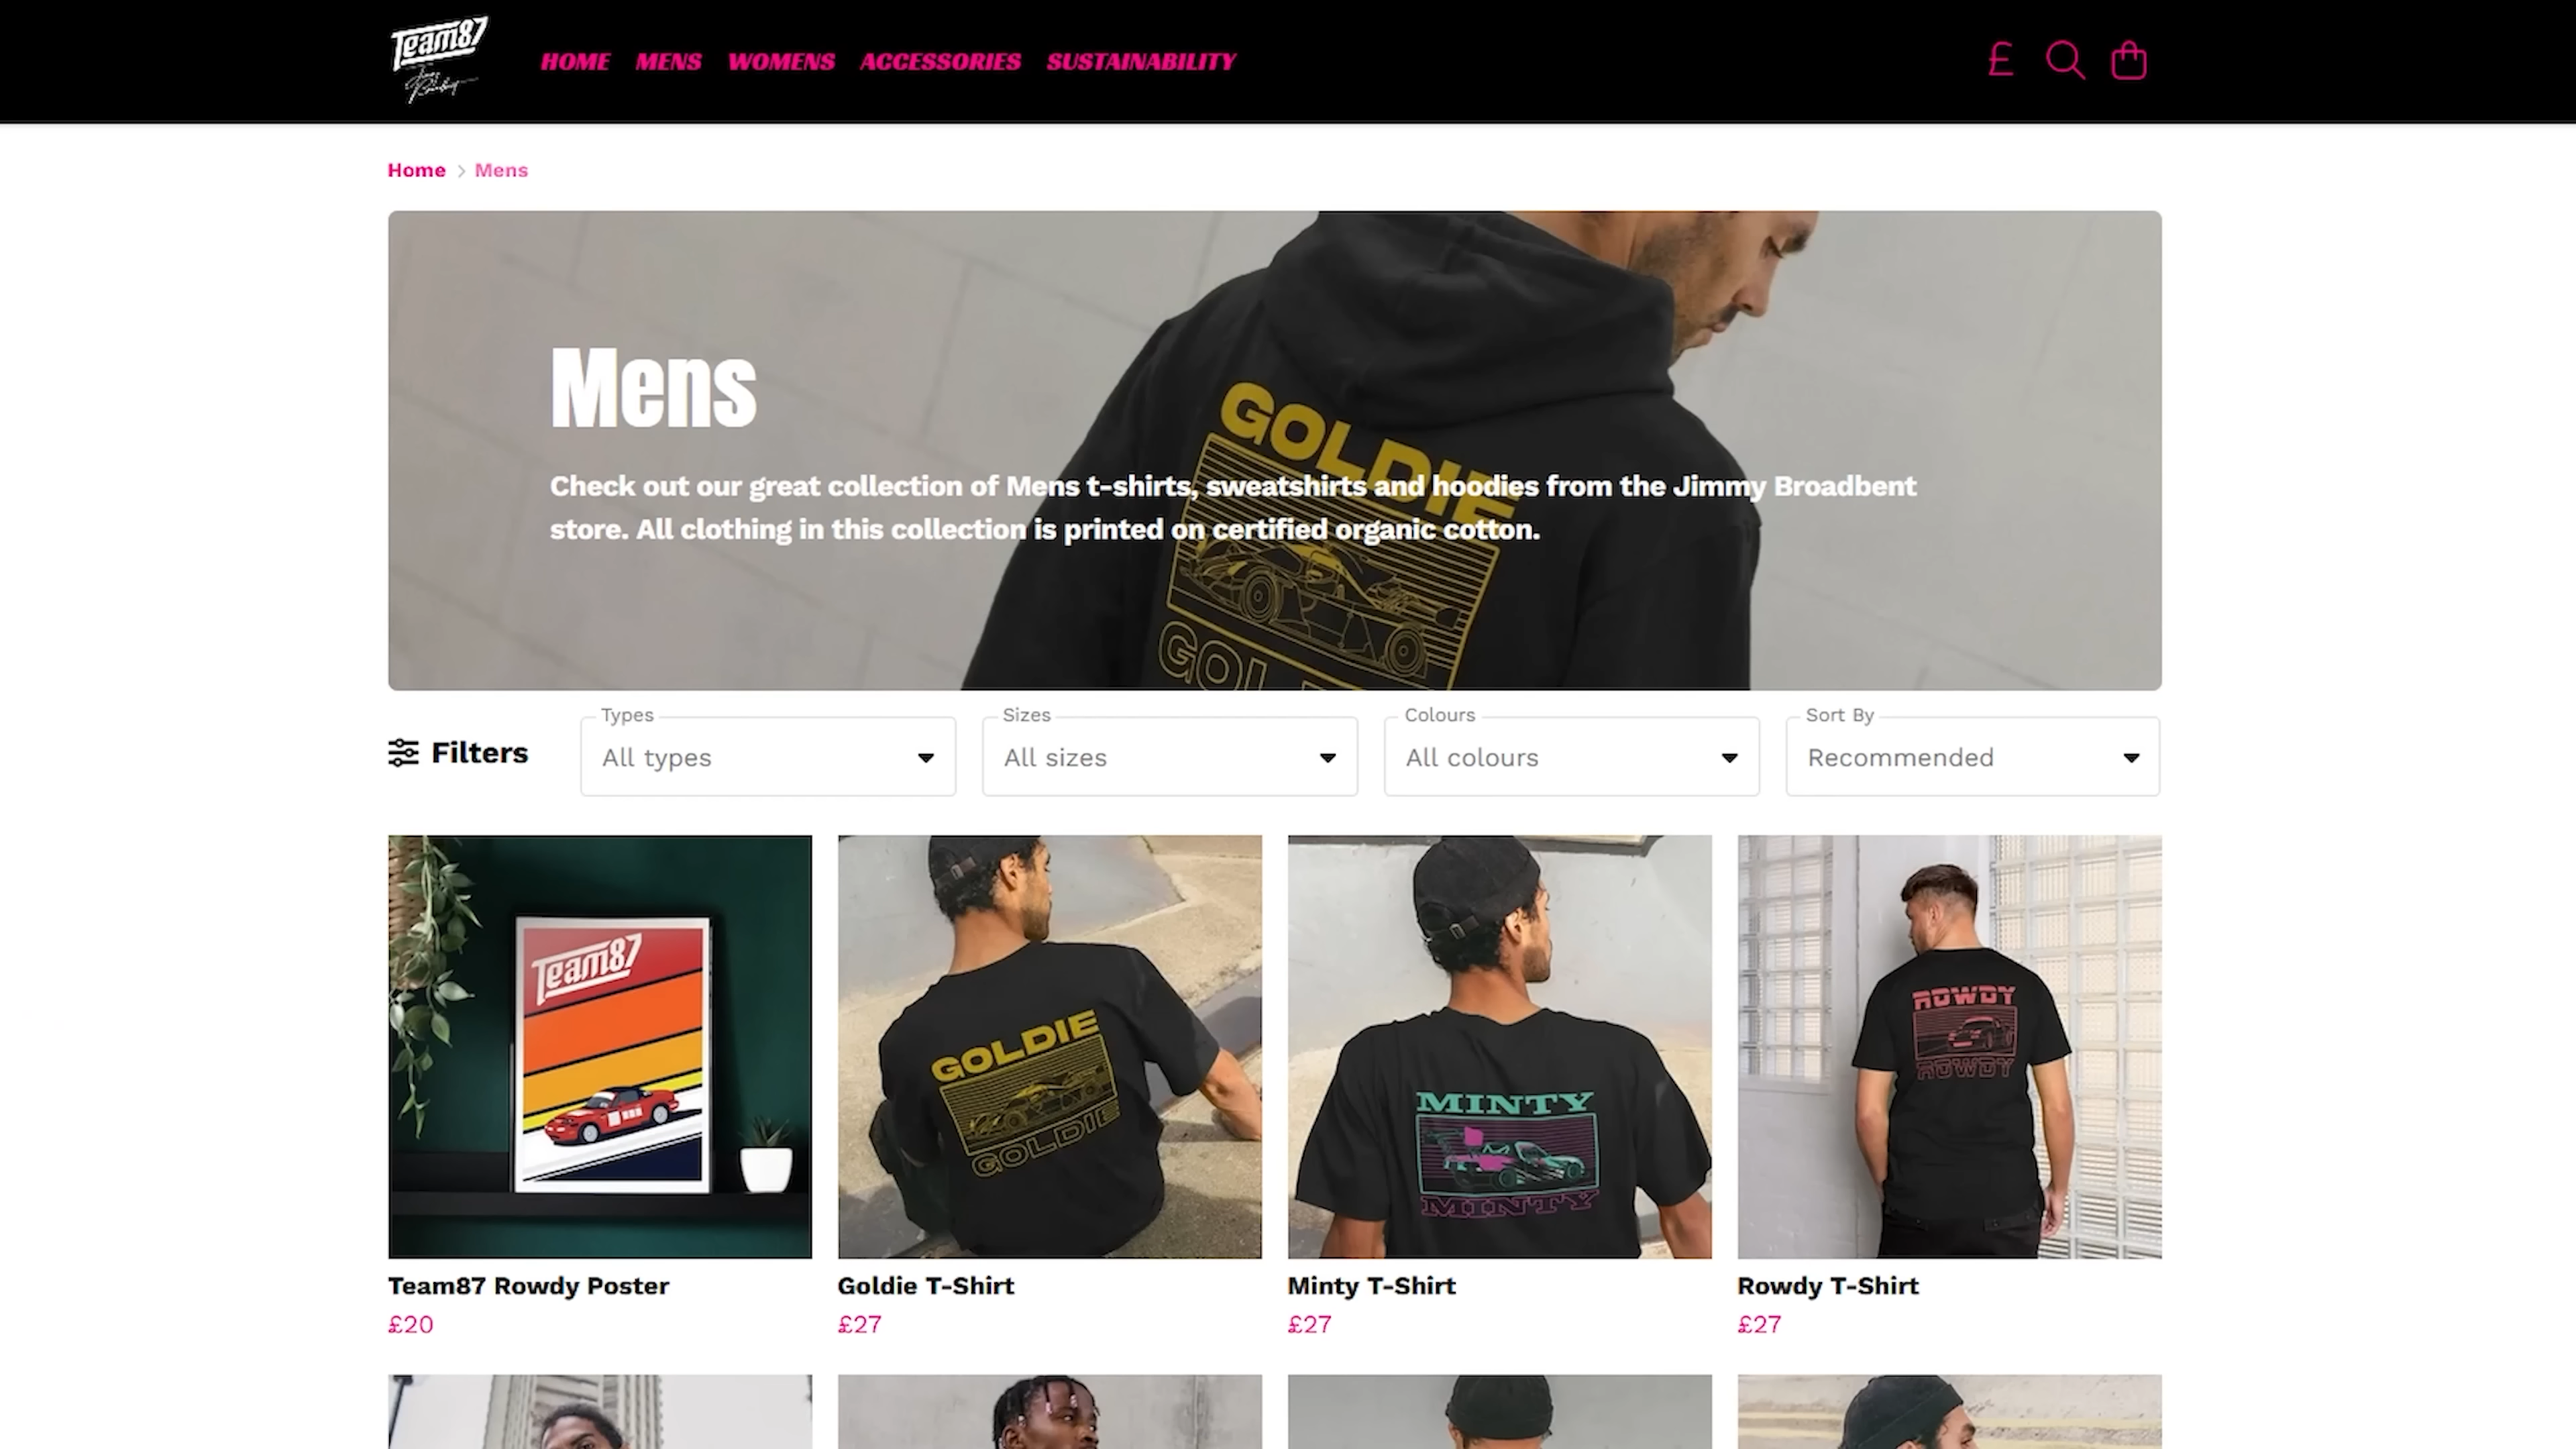 Team87
HOME MENS WOMENS ACCESSORIES SUSTAINABILITY £
Home > Mens
Mens
Check out our great collection of Mens t-shirts, sweatshirts and hoodies from the Jimmy Broadbent
store. All clothing in this collection is printed on certified organic cotton.
GOLDIE
Filters
Types
All types
Sizes
All sizes
Colours
All colours
Sort By
Recommended
Team87
GOLDIE
GOLDIE
MINTY
MINTY
ROWDY
ROWDY
Team87 Rowdy Poster
£20
Goldie T-Shirt
£27
Minty T-Shirt
£27
Rowdy T-Shirt
£27